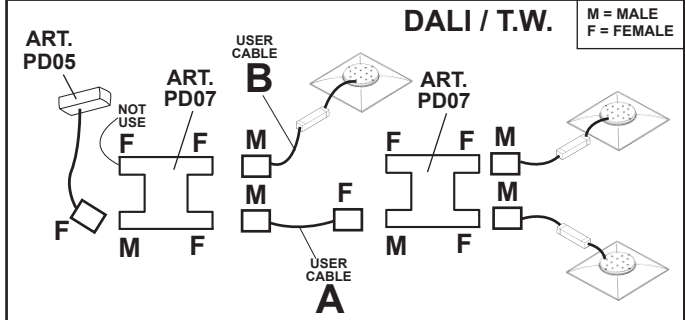 DALI / T.W.
M = MALE
F = FEMALE
ART.
PD05
ART.
PD07
USER
CABLE
B
ART.
PD07
NOT
USE
F
F
M
F
M
M
M
F
F
M
F
M
F
USER
CABLE
A